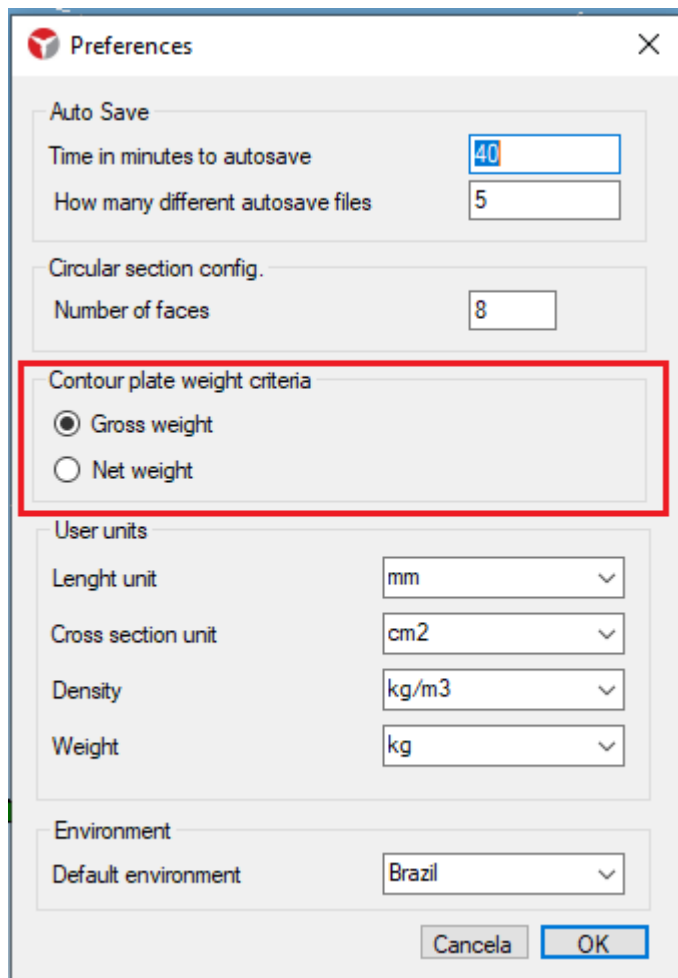 Preferences
Auto Save
Time in minutes to autosave 40
How many different autosave files 5
Circular section config.
Number of faces 8
Contour plate weight criteria
Gross weight
Net weight
User units
Lenght unit mm
Cross section unit cm2
Density kg/m3
Weight kg
Environment
Default environment Brazil
Cancela OK